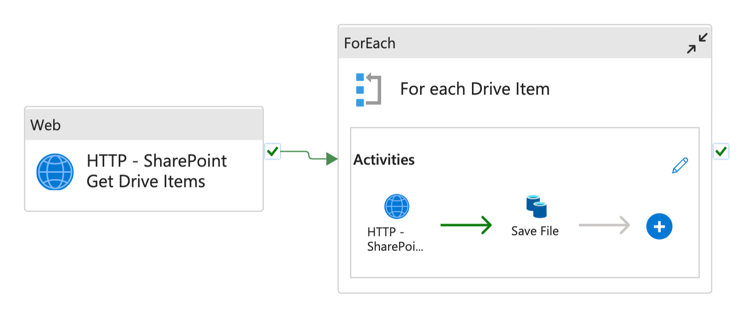 ForEach
For each Drive Item
Web
HTTP - SharePoint
Get Drive Items
Activities
HTTP -
SharePoi...
Save File